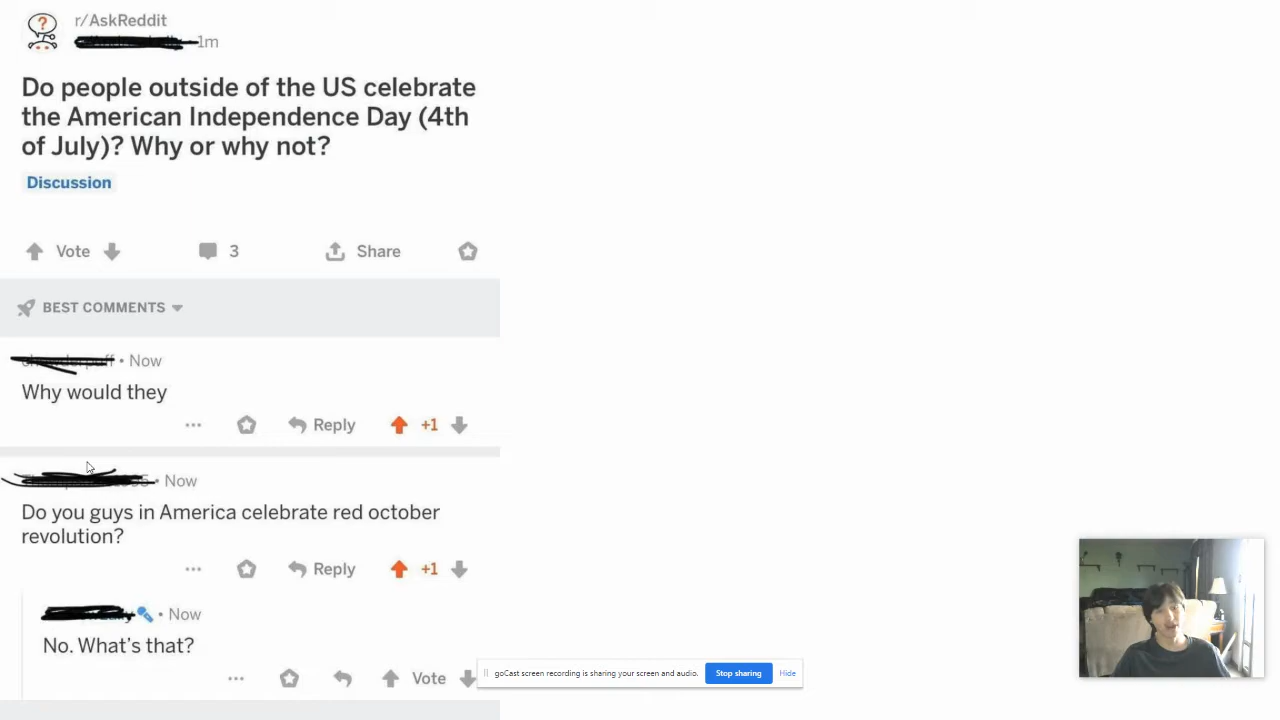 r/AskReddit
1m
Do people outside of the US celebrate
the American Independence Day (4th
of July)? Why or why not?
Discussion
Vote 3 Share
BEST COMMENTS
• Now
Why would they
Reply +1
• Now
Do you guys in America celebrate red october
revolution?
Reply +1
• Now
No. What's that?
Vote
goCast screen recording is sharing your screen and audio. Stop sharing Hide